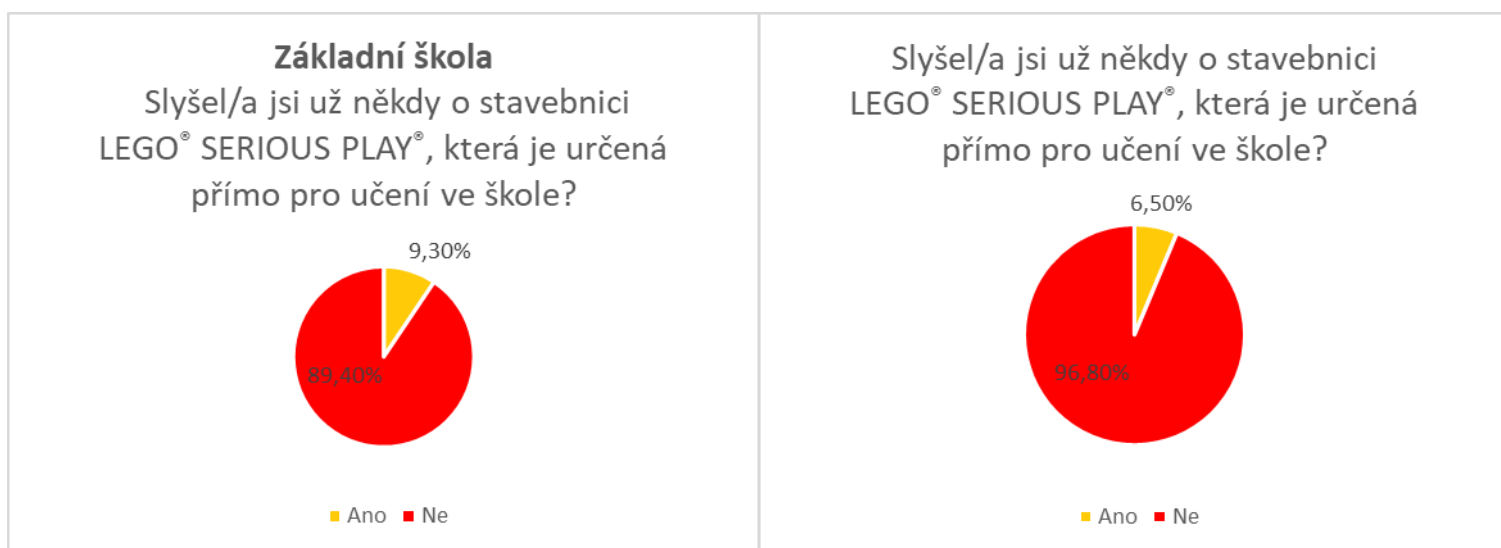 Základní škola
Slyšel/a jsi už někdy o stavebnici
LEGO® SERIOUS PLAY®, která je určená
přímo pro učení ve škole?
9,30%
89,40%
Ano Ne
Slyšel/a jsi už někdy o stavebnici
LEGO® SERIOUS PLAY®, která je určená
přímo pro učení ve škole?
6,50%
96,80%
Ano Ne